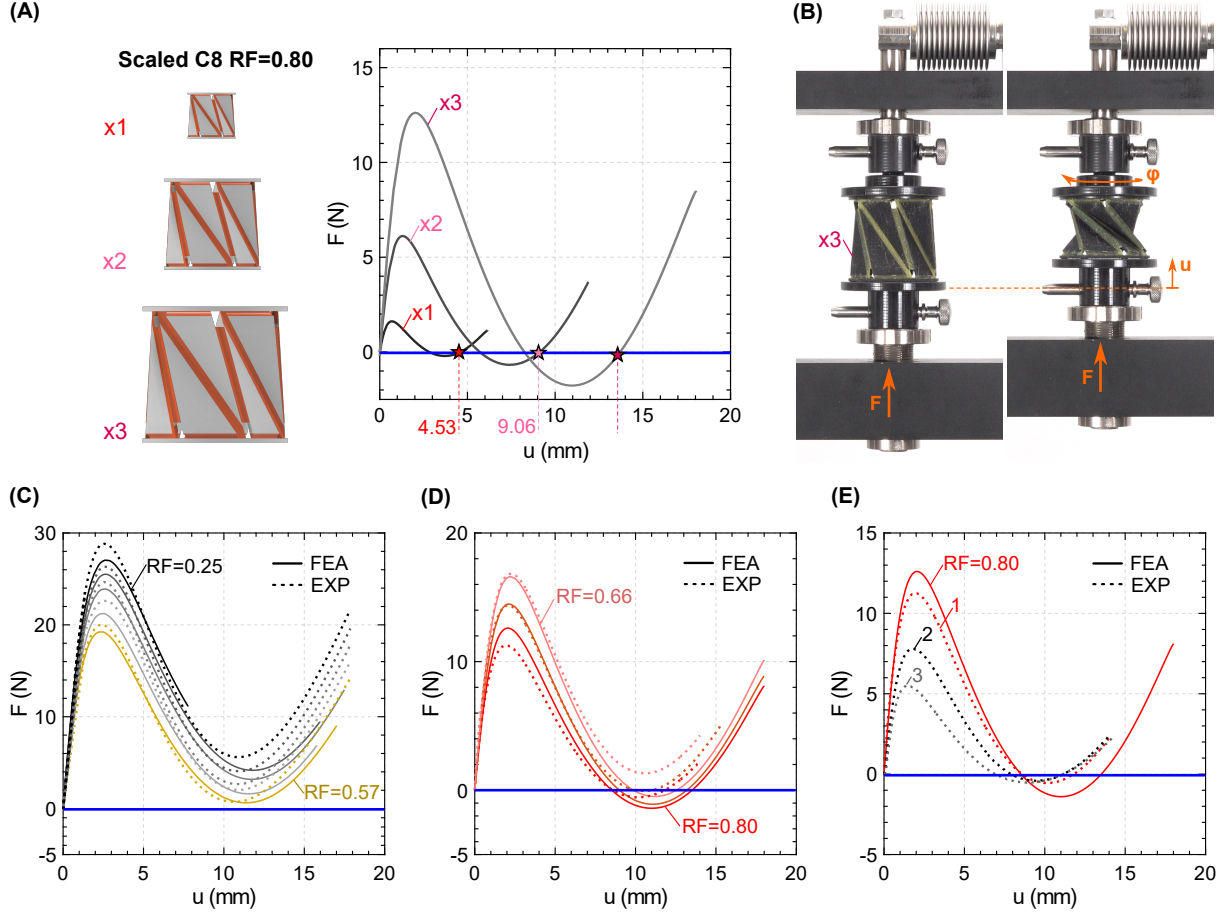 (A)
Scaled C8 RF=0.80
x1
x2
x3
F (N)
15
10
5
0
0
5
10
15
20
x3
x2
x1
4.53
9.06
u (mm)
(B)
x3
F
φ
u
F
(C)
F (N)
30
20
10
0
-5
0
5
10
15
20
RF=0.25
FEA
EXP
RF=0.57
u (mm)
(D)
F (N)
20
10
0
-5
0
5
10
15
20
RF=0.66
FEA
EXP
RF=0.80
u (mm)
(E)
F (N)
15
10
5
0
-5
0
5
10
15
20
RF=0.80
1
2
3
FEA
EXP
u (mm)